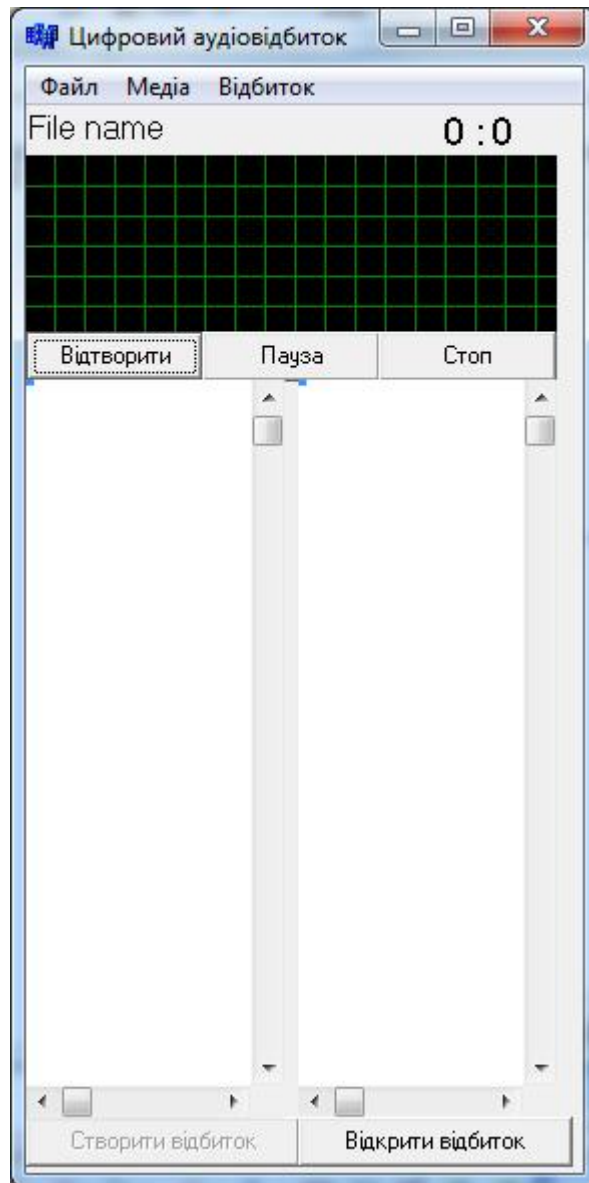 Цифровий аудіовідбиток
Файл Медіа Відбиток
File name 0 :0
Відтворити Пауза Стоп
Створити відбиток Відкрити відбиток